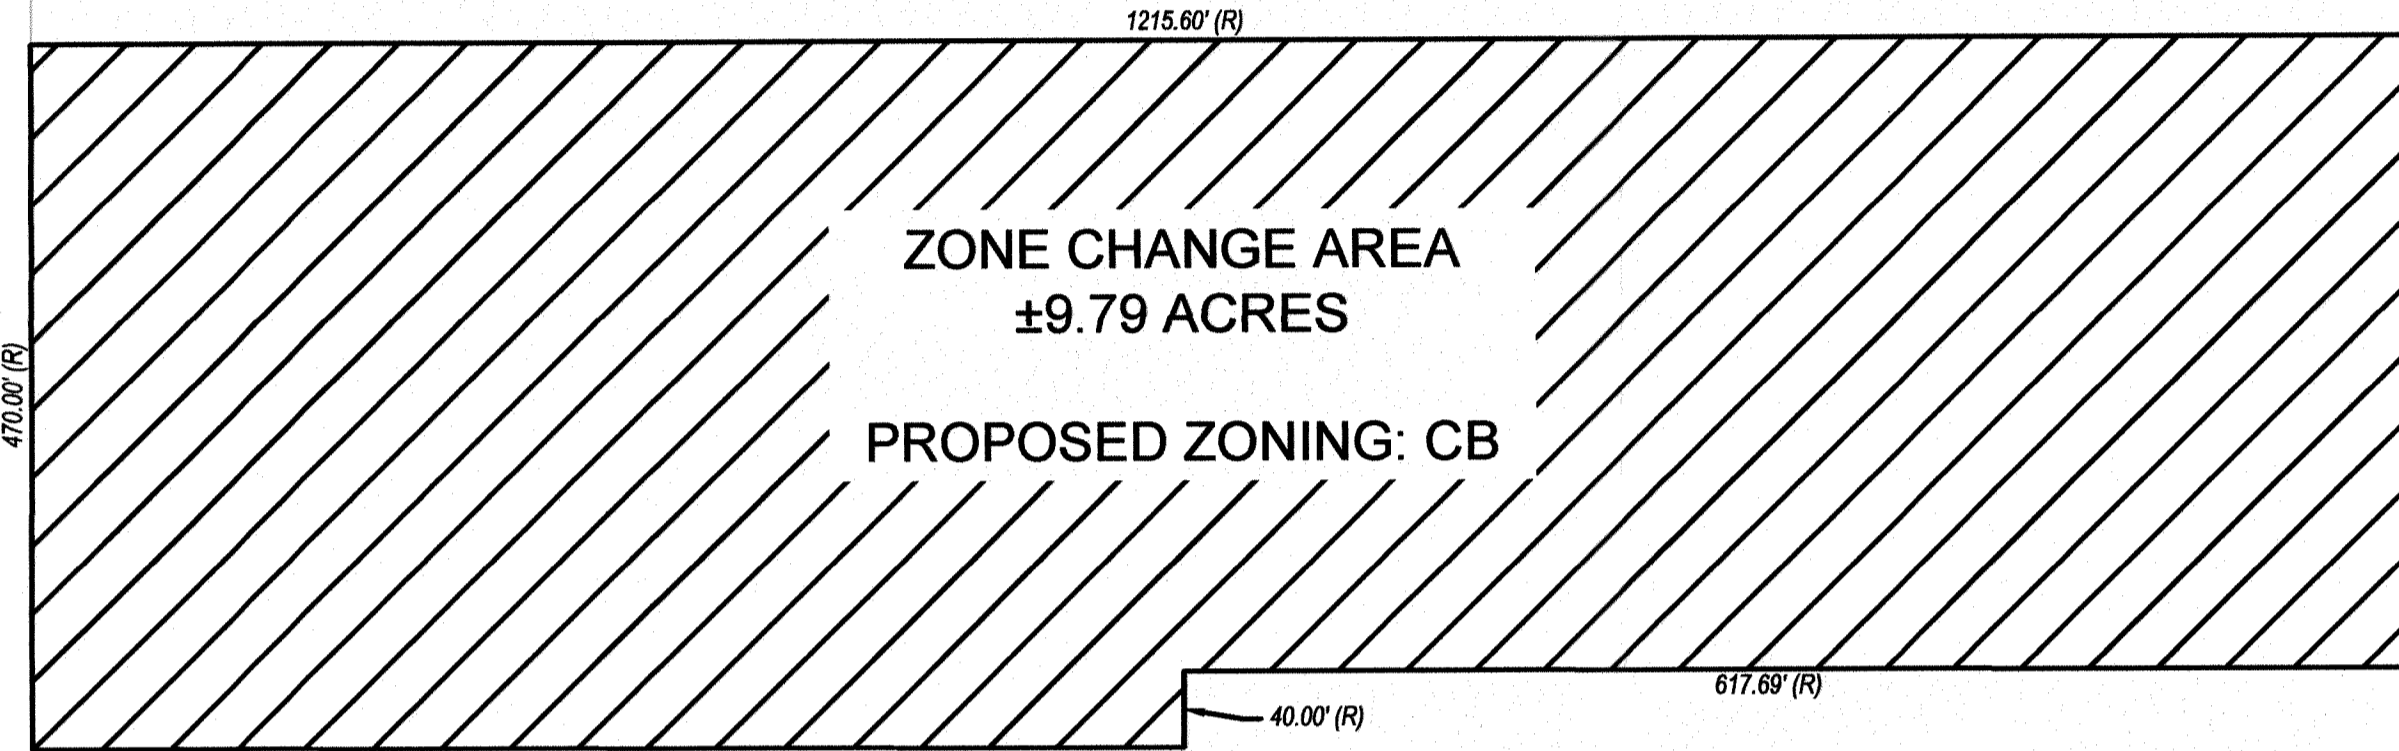 1215.60' (R)
ZONE CHANGE AREA
±9.79 ACRES
470.00' (R)
PROPOSED ZONING: CB
617.69' (R)
40.00' (R)